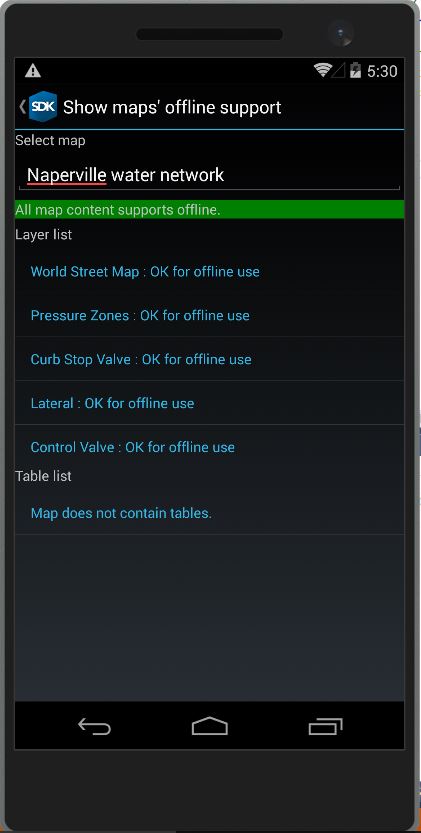 5:30
SDK Show maps' offline support
Select map
Naperville water network
All map content supports offline.
Layer list
World Street Map : OK for offline use
Pressure Zones : OK for offline use
Curb Stop Valve : OK for offline use
Lateral : OK for offline use
Control Valve : OK for offline use
Table list
Map does not contain tables.